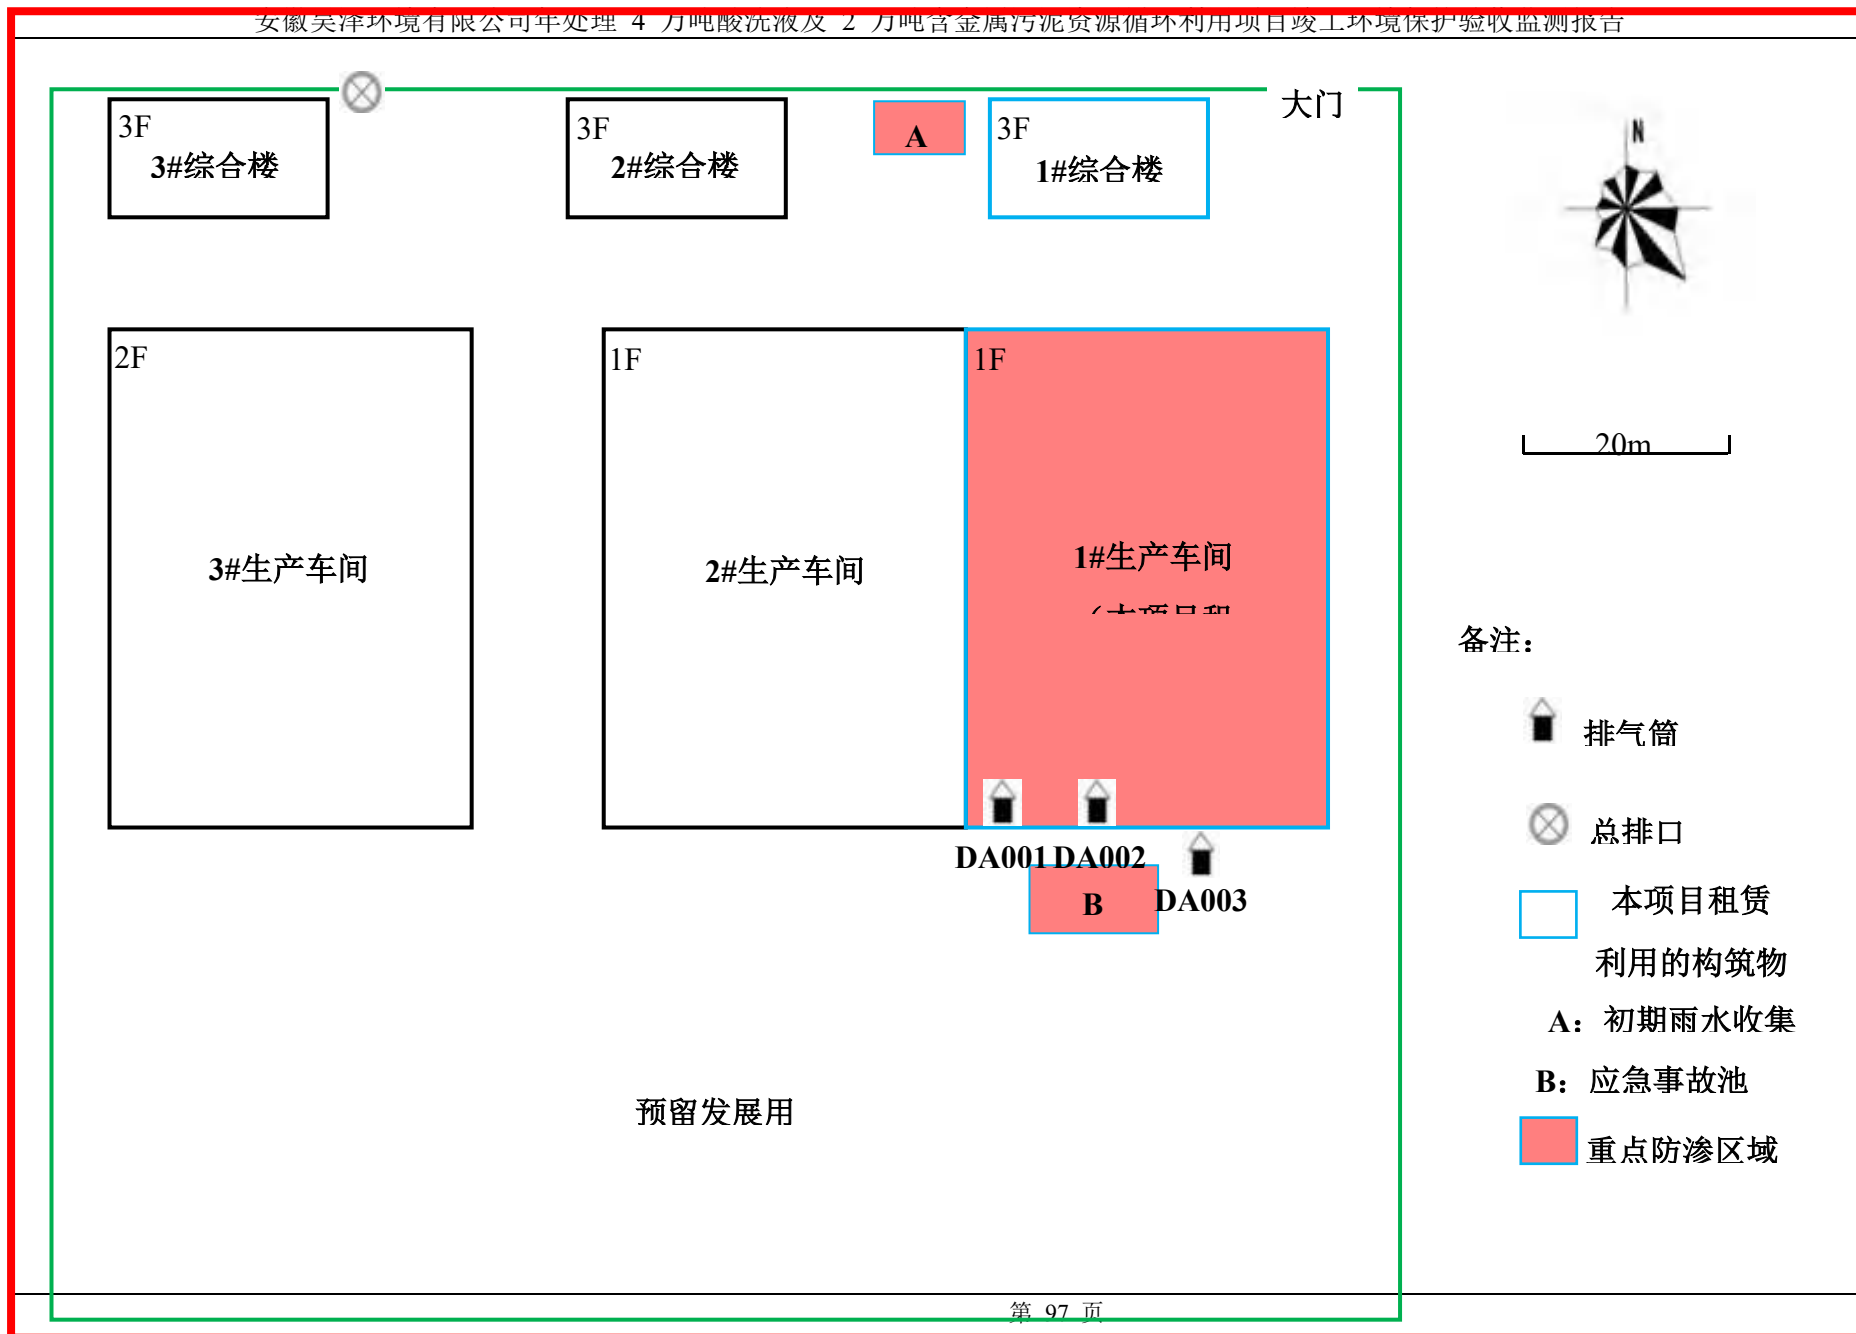 安徽昊泽环境有限公司年处理 4 万吨酸洗液及 2 万吨含金属污泥资源循环利用项目竣工环境保护验收监测报告
大门
3F
3#综合楼
3F
2#综合楼
A
3F
1#综合楼
N
2F
3#生产车间
1F
2#生产车间
1F
1#生产车间
（本项目租
20m
备注：
排气筒
总排口
本项目租赁
利用的构筑物
A：初期雨水收集
B：应急事故池
重点防渗区域
DA001
DA002
DA003
B
预留发展用
第 97 页